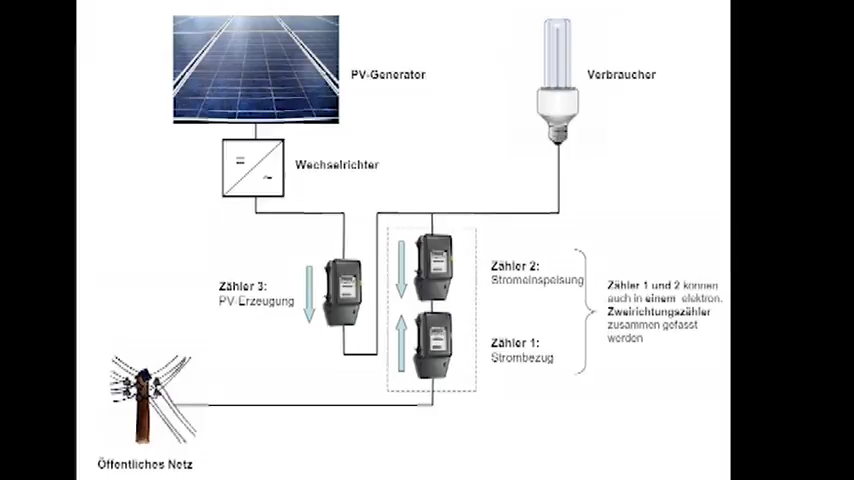 PV-Generator
Verbraucher
Wechselrichter
Zähler 3:
PV-Erzeugung
Zähler 2:
Stromeinspeisung
Zähler 1:
Strombezug
Zähler 1 und 2 können
auch in einem elektron.
Zweirichtungszähler
zusammen gefasst
werden
Öffentliches Netz